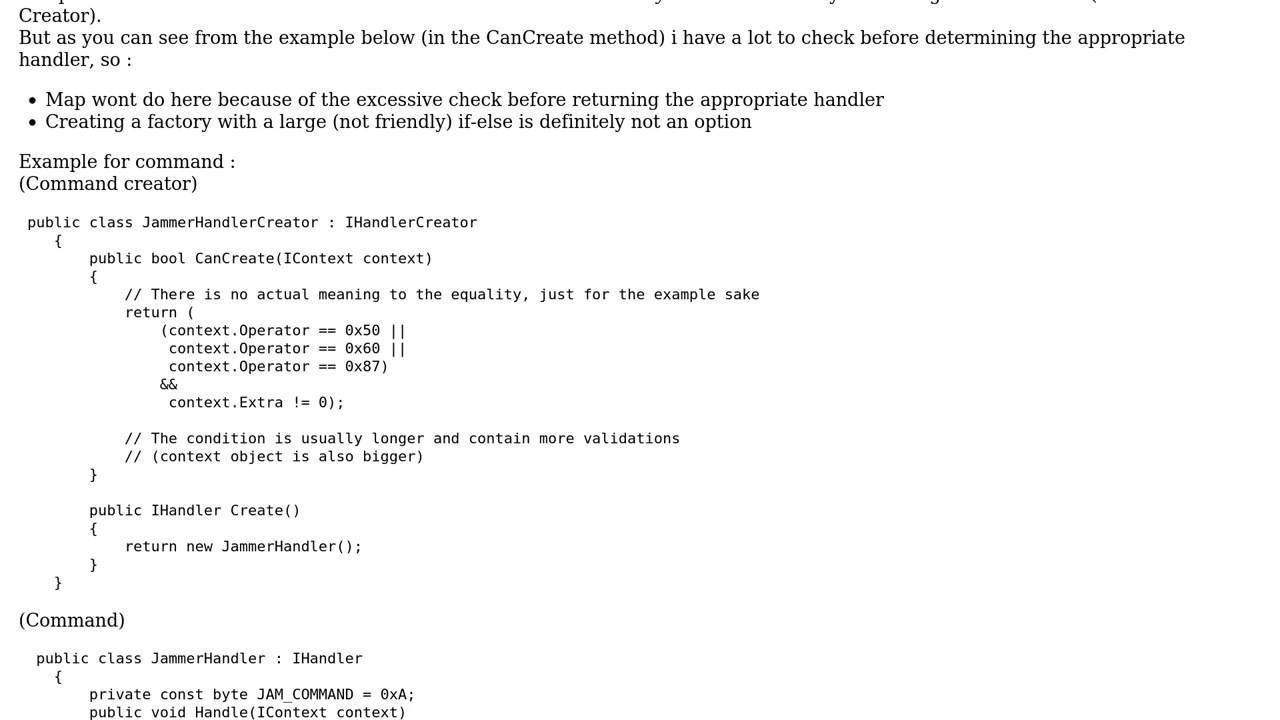 Creator).
But as you can see from the example below (in the CanCreate method) i have a lot to check before determining the appropriate
handler, so :
• Map wont do here because of the excessive check before returning the appropriate handler
• Creating a factory with a large (not friendly) if-else is definitely not an option
Example for command :
(Command creator)
public class JammerHandlerCreator : IHandlerCreator
{
public bool CanCreate(IContext context)
{
// There is no actual meaning to the equality, just for the example sake
return (
(context.Operator == 0x50 ||
context.Operator == 0x60 ||
context.Operator == 0x87)
&&
context.Extra != 0);
// The condition is usually longer and contain more validations
// (context object is also bigger)
}
public IHandler Create()
{
return new JammerHandler();
}
}
(Command)
public class JammerHandler : IHandler
{
private const byte JAM_COMMAND = 0xA;
public void Handle(IContext context)